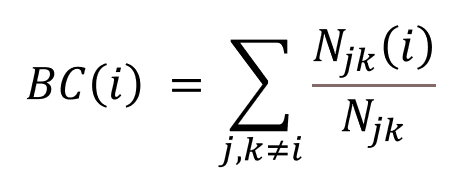 BC(i) = ∑_{j,k≠i} N_{jk}(i) / N_{jk}